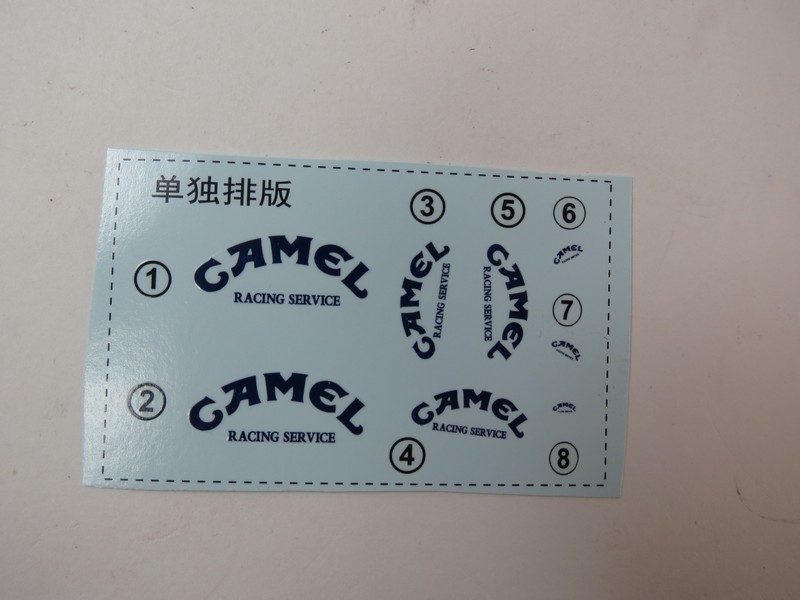 单独排版
①
CAMEL
RACING SERVICE
②
CAMEL
RACING SERVICE
③
CAMEL
RACING SERVICE
④
CAMEL
RACING SERVICE
⑤
CAMEL
RACING SERVICE
⑥
CAMEL
⑦
CAMEL
CAMEL
⑧